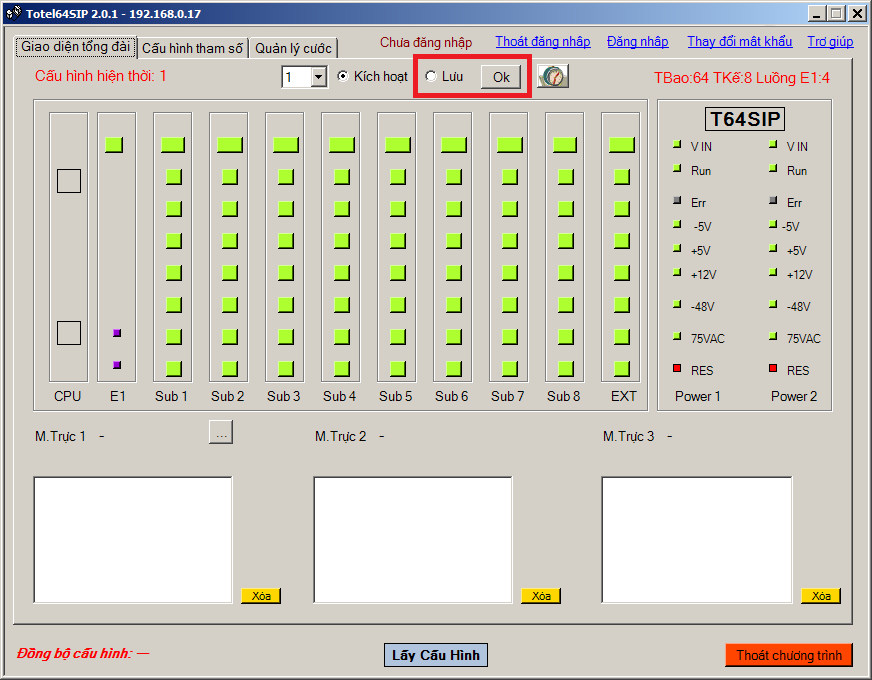 Totel64SIP 2.0.1 - 192.168.0.17
Giao diện tổng đài Cấu hình tham số Quản lý cước Chưa đăng nhập Thoát đăng nhập Đăng nhập Thay đổi mật khẩu Trợ giúp
Cấu hình hiện thời: 1 1 Kích hoạt Lưu Ok TBao:64 TKế:8 Luồng E1:4
T64SIP
V IN V IN
Run Run
Err Err
-5V -5V
+5V +5V
+12V +12V
-48V -48V
75VAC 75VAC
RES RES
CPU E1 Sub 1 Sub 2 Sub 3 Sub 4 Sub 5 Sub 6 Sub 7 Sub 8 EXT Power 1 Power 2
M.Trực 1 - ... M.Trực 2 - M.Trực 3 -
Xóa Xóa Xóa
Đồng bộ cấu hình: — Lấy Cấu Hình Thoát chương trình